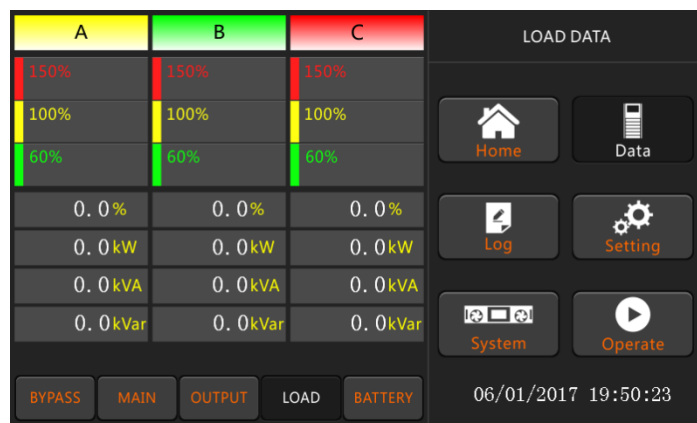 A B C LOAD DATA
150% 150% 150%
100% 100% 100%
60% 60% 60%
Home Data
0.0% 0.0% 0.0%
0.0kW 0.0kW 0.0kW
Log Setting
0.0kVA 0.0kVA 0.0kVA
0.0kVar 0.0kVar 0.0kVar
System Operate
BYPASS MAIN OUTPUT LOAD BATTERY
06/01/2017 19:50:23